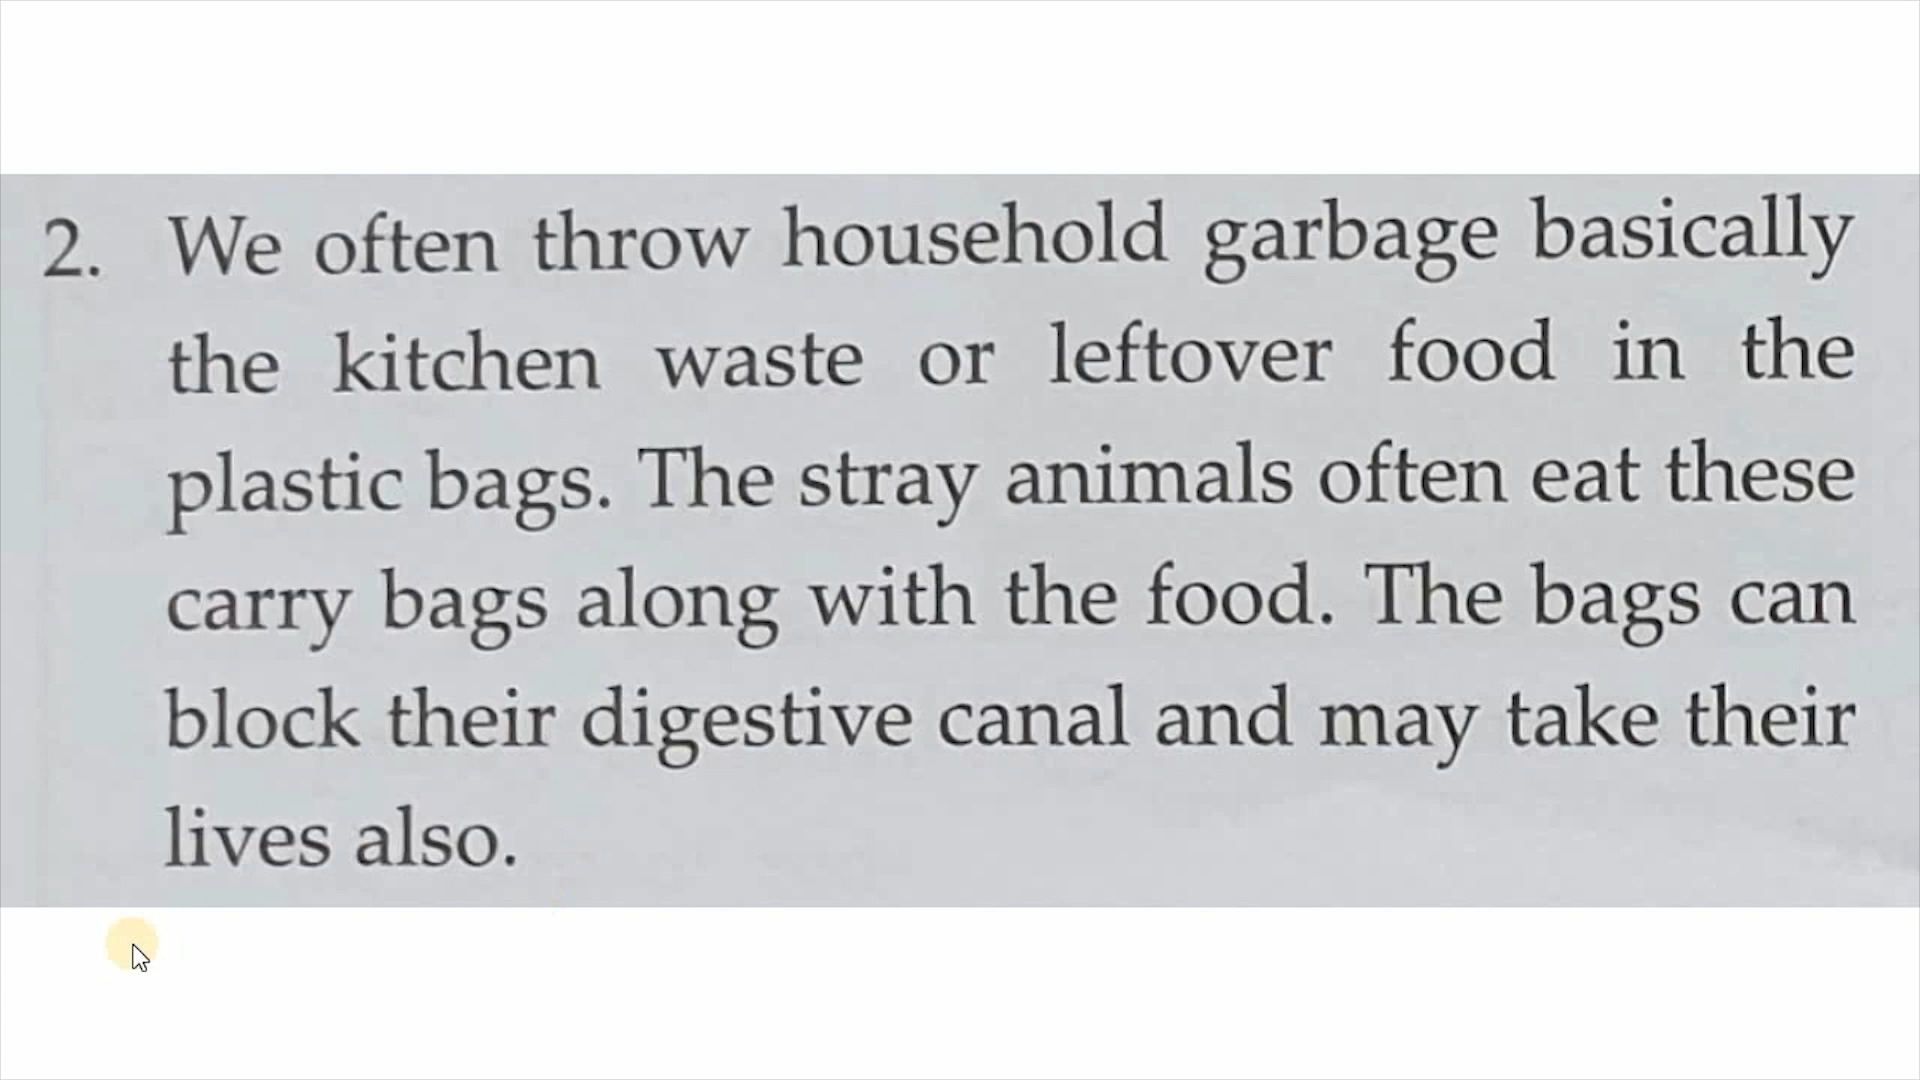 2. We often throw household garbage basically
the kitchen waste or leftover food in the
plastic bags. The stray animals often eat these
carry bags along with the food. The bags can
block their digestive canal and may take their
lives also.